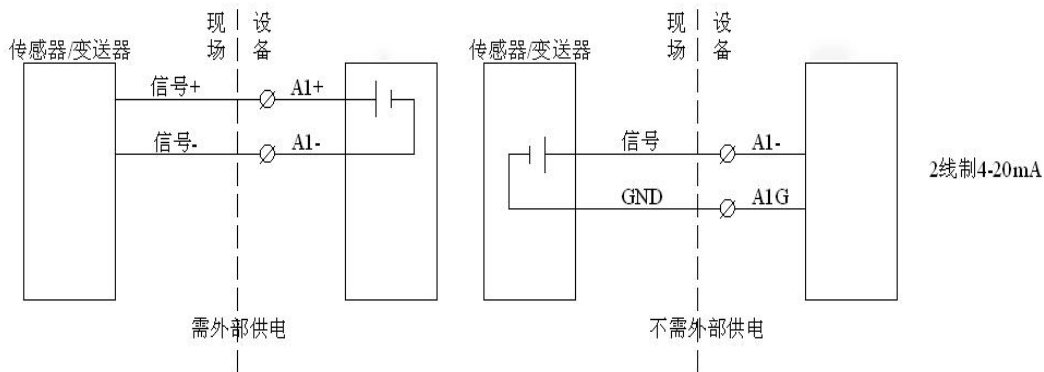 现场
设备
传感器/变送器
信号+
A1+
信号-
A1-
需外部供电
现场
设备
传感器/变送器
信号
A1-
GND
A1G
不需外部供电
2线制4-20mA